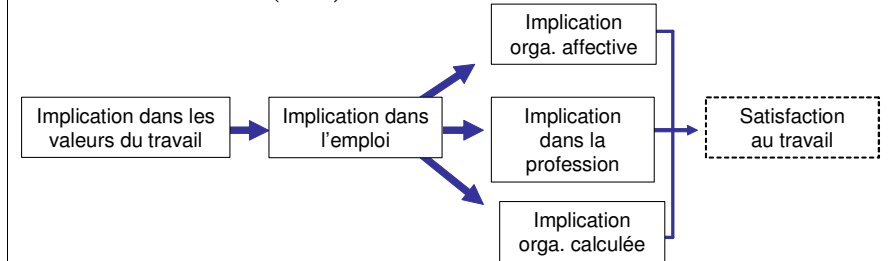 Implication
orga. affective
Implication dans les
valeurs du travail
Implication dans
l'emploi
Implication
dans la
profession
Satisfaction
au travail
Implication
orga. calculée